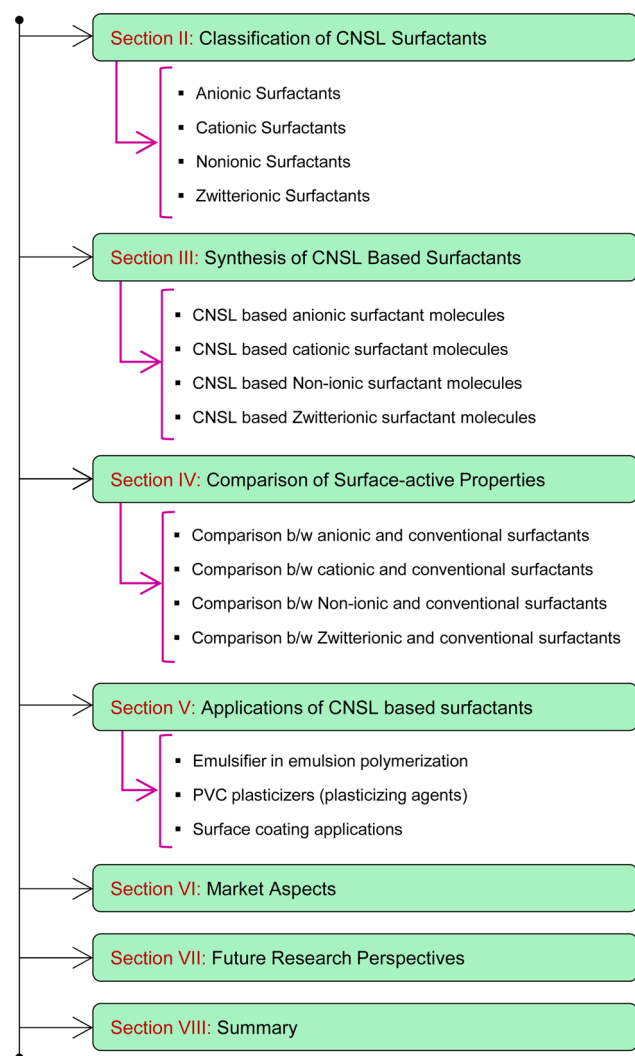 Section II: Classification of CNSL Surfactants
▪ Anionic Surfactants
▪ Cationic Surfactants
▪ Nonionic Surfactants
▪ Zwitterionic Surfactants
Section III: Synthesis of CNSL Based Surfactants
▪ CNSL based anionic surfactant molecules
▪ CNSL based cationic surfactant molecules
▪ CNSL based Non-ionic surfactant molecules
▪ CNSL based Zwitterionic surfactant molecules
Section IV: Comparison of Surface-active Properties
▪ Comparison b/w anionic and conventional surfactants
▪ Comparison b/w cationic and conventional surfactants
▪ Comparison b/w Non-ionic and conventional surfactants
▪ Comparison b/w Zwitterionic and conventional surfactants
Section V: Applications of CNSL based surfactants
▪ Emulsifier in emulsion polymerization
▪ PVC plasticizers (plasticizing agents)
▪ Surface coating applications
Section VI: Market Aspects
Section VII: Future Research Perspectives
Section VIII: Summary